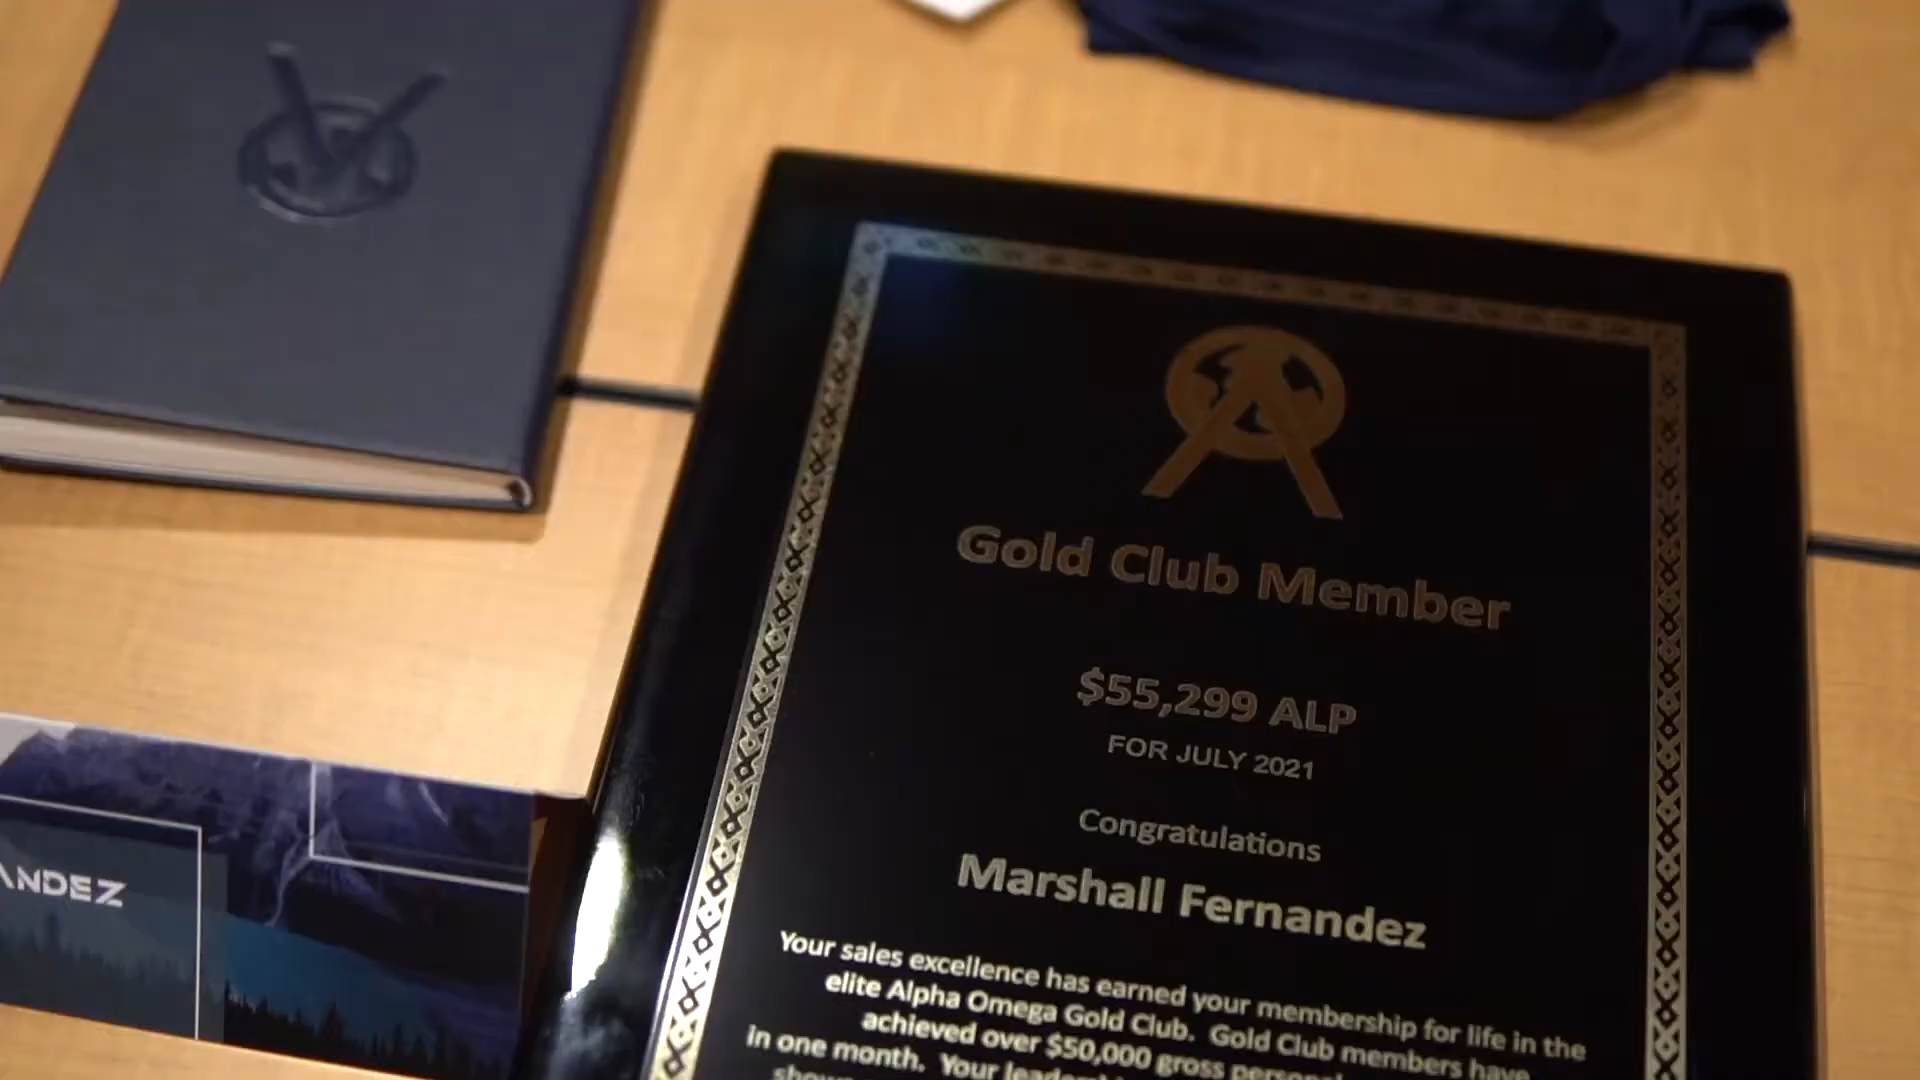 Gold Club Member
$55,299 ALP
FOR JULY 2021
Congratulations
Marshall Fernandez
Your sales excellence has earned your membership for life in the
elite Alpha Omega Gold Club. Gold Club members have
achieved over $50,000 gross personal
in one month. Your
ANDEZ